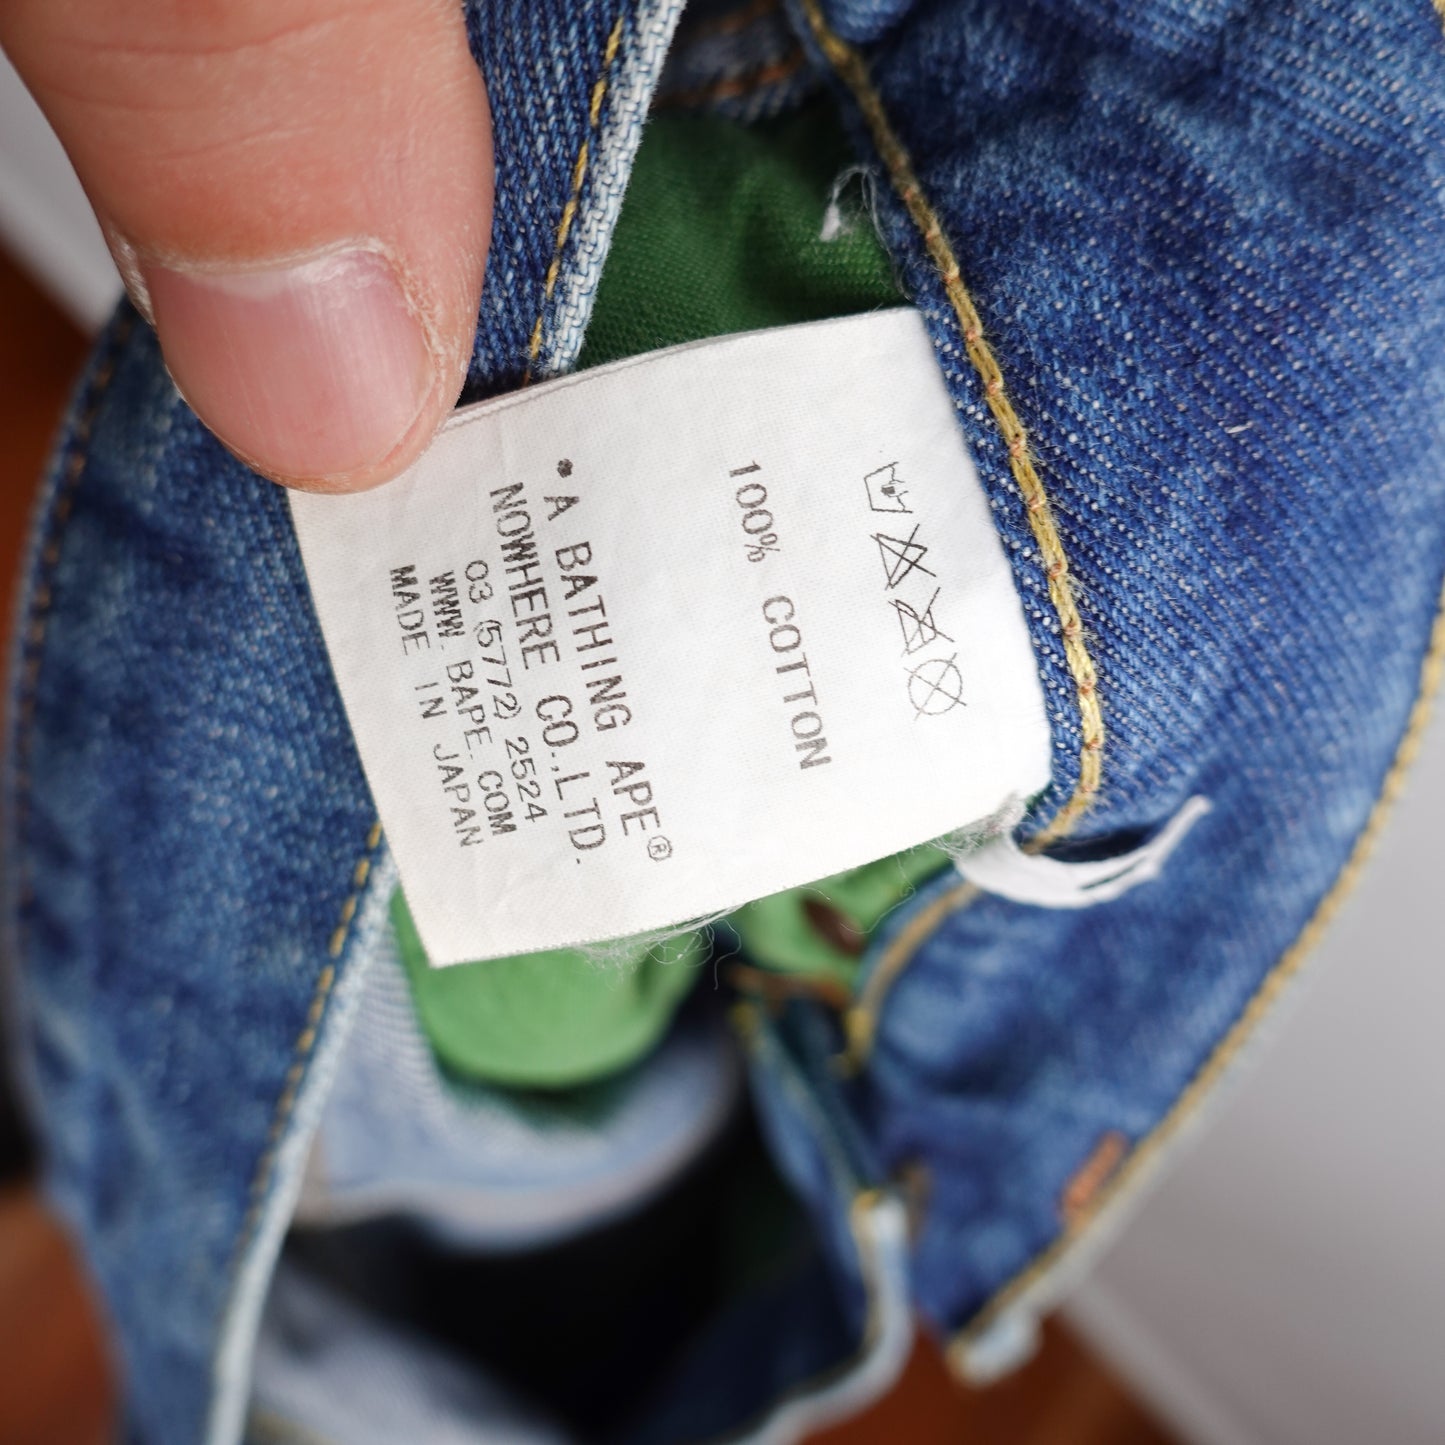 100% COTTON
•A BATHING APE®
NOWHERE CO.,LTD.
03 (5772) 2524
WWW. BAPE. COM
MADE IN JAPAN